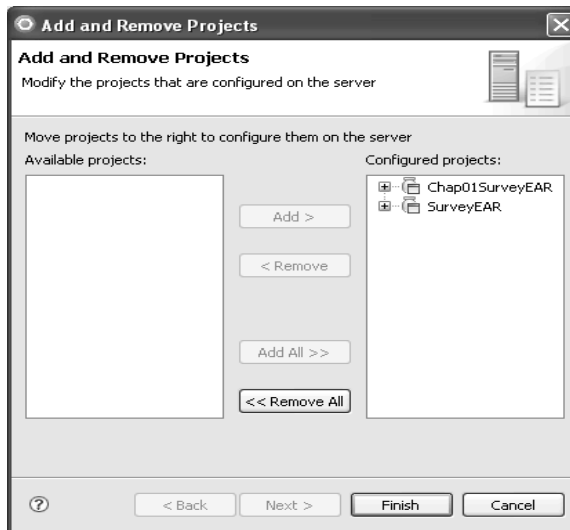 Add and Remove Projects
Add and Remove Projects
Modify the projects that are configured on the server
Move projects to the right to configure them on the server
Available projects:
Configured projects:
Chap01SurveyEAR
SurveyEAR
Add >
< Remove
Add All >>
<< Remove All
?
< Back
Next >
Finish
Cancel